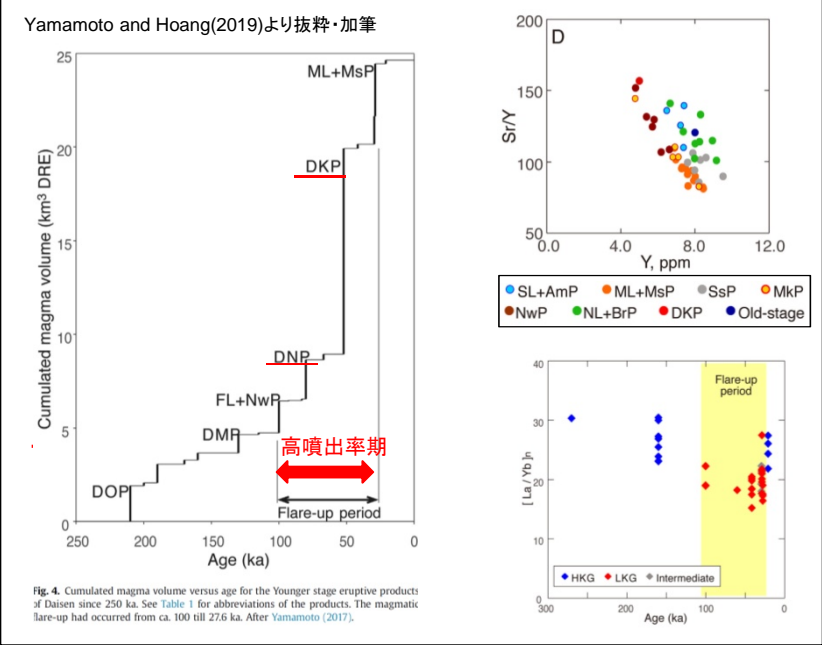 Yamamoto and Hoang(2019)より抜粋・加筆
25
20
15
10
5
0
Cumulated magma volume (km³ DRE)
ML+MsP
DKP
DNP
FL+NwP
DMP
DOP
高噴出率期
Flare-up period
250
200
150
100
50
0
Age (ka)
Fig. 4. Cumulated magma volume versus age for the Younger stage eruptive products
of Daisen since 250 ka. See Table 1 for abbreviations of the products. The magmatic
flare-up had occurred from ca. 100 till 27.6 ka. After Yamamoto (2017).
200
150
100
50
D
Sr/Y
0.0
4.0
8.0
12.0
Y, ppm
SL+AmP ML+MsP SsP MkP
NwP NL+BrP DKP Old-stage
40
30
20
10
0
[ La / Yb ]n
Flare-up
period
HKG LKG Intermediate
300
200
100
0
Age (ka)